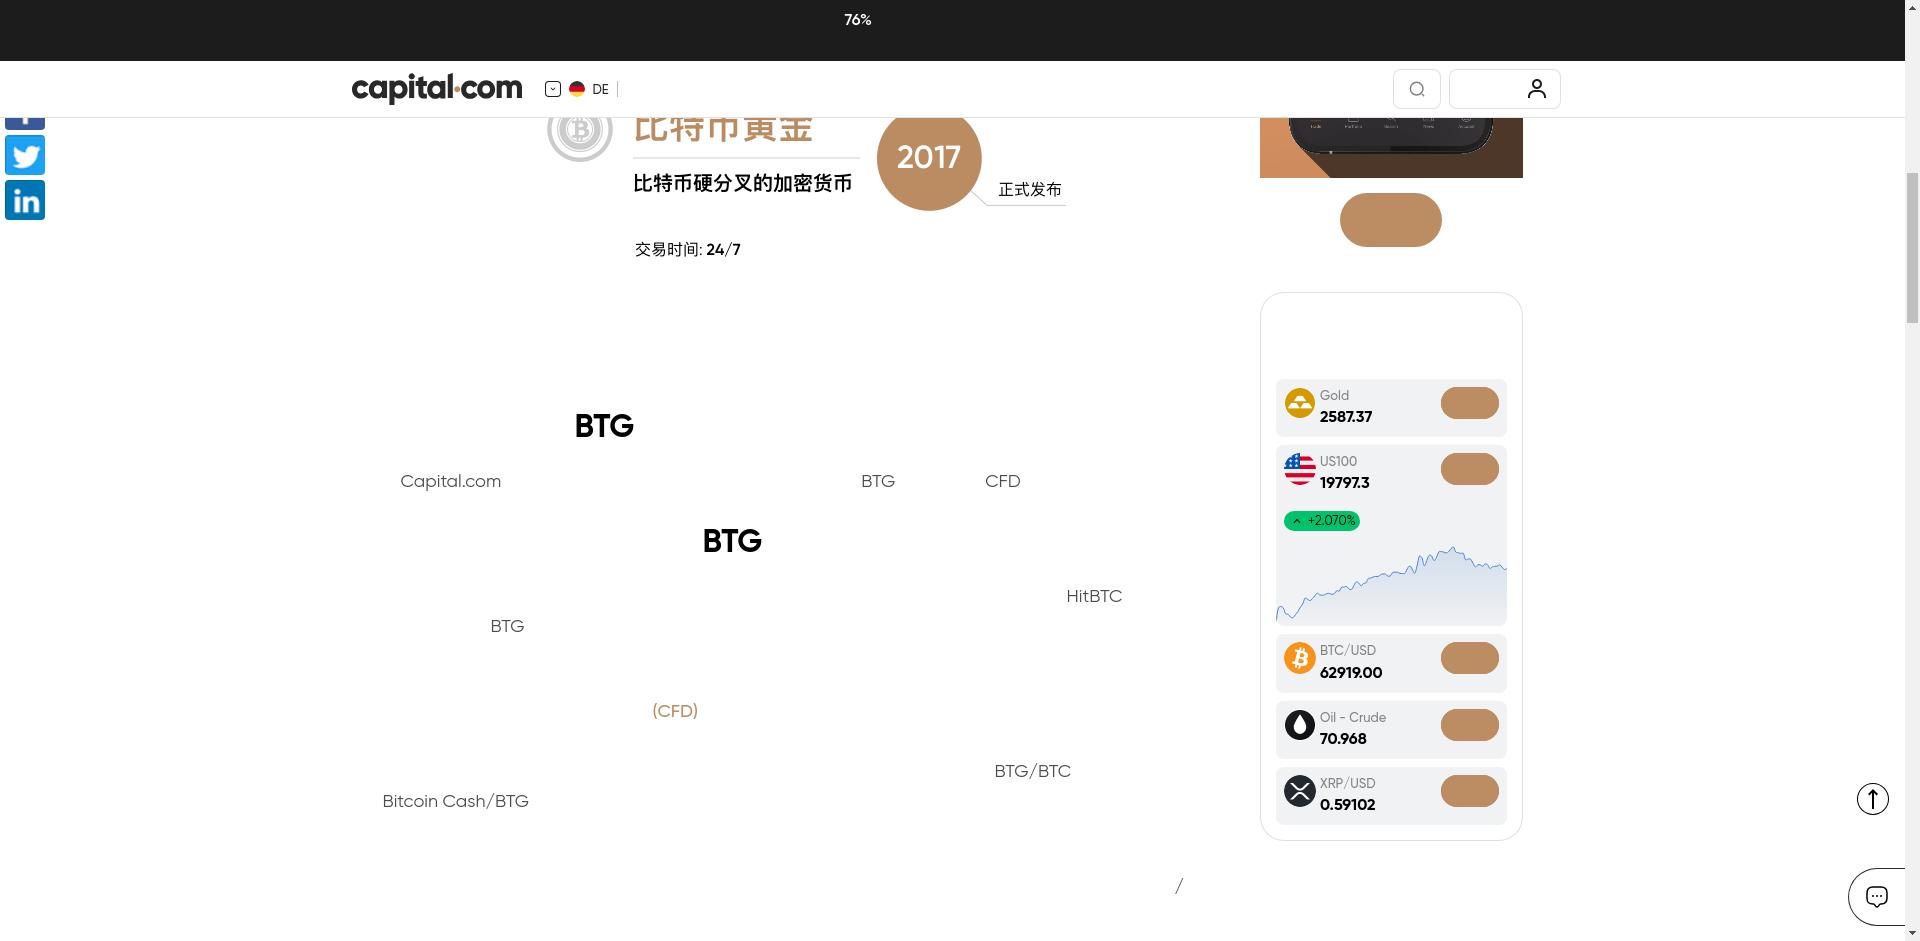 76%
capital.com
DE
比特币黄金
2017
比特币硬分叉的加密货币
正式发布
交易时间: 24/7
BTG
Capital.com BTG CFD
BTG
HitBTC
BTG
(CFD)
BTG/BTC
Bitcoin Cash/BTG
/
Gold
2587.37
US100
19797.3
+2.070%
BTC/USD
62919.00
Oil - Crude
70.968
XRP/USD
0.59102